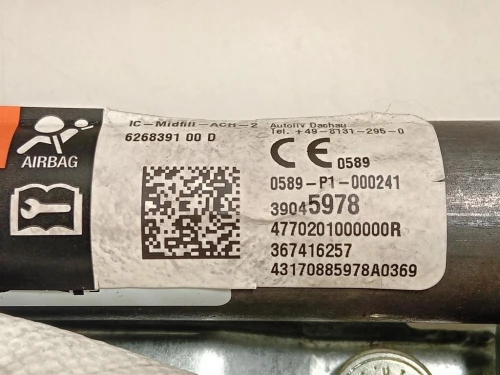 IC-Midfill-ACH-2
6268391 00 D
Autoliv Dachau
Tel. +49-8131-295-0
CE 0589
0589-P1-000241
39045978
4770201000000R
367416257
43170885978A0369
AIRBAG